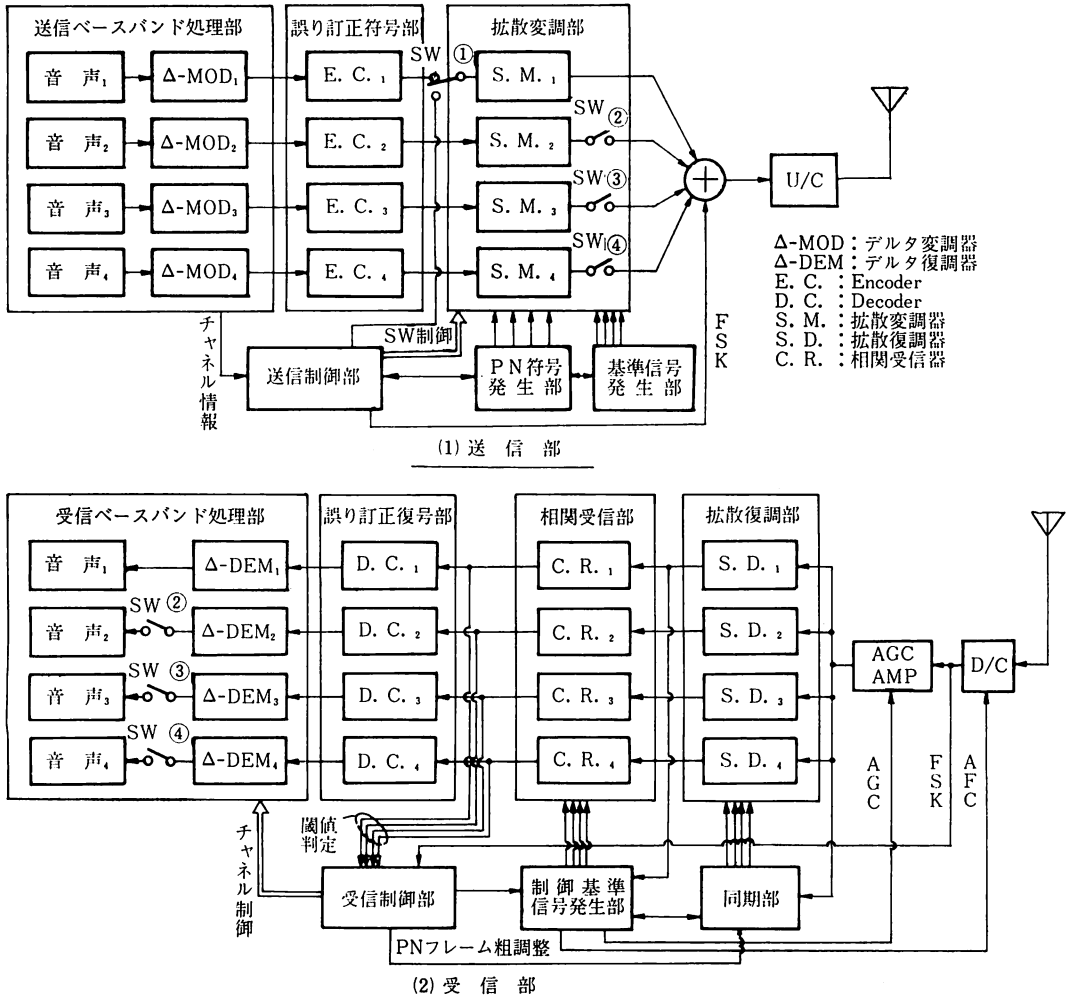 送信ベースバンド処理部
誤り訂正符号部
拡散変調部
SW ①
音声₁
Δ-MOD₁
E. C. ₁
S. M. ₁
SW ②
音声₂
Δ-MOD₂
E. C. ₂
S. M. ₂
SW ③
音声₃
Δ-MOD₃
E. C. ₃
S. M. ₃
SW ④
音声₄
Δ-MOD₄
E. C. ₄
S. M. ₄
U/C
Δ-MOD：デルタ変調器
Δ-DEM：デルタ復調器
E. C. ：Encoder
D. C. ：Decoder
S. M. ：拡散変調器
S. D. ：拡散復調器
C. R. ：相関受信器
チャネル情報
SW制御
FSK
送信制御部
PN符号
発生部
基準信号
発生部
(1) 送信部
受信ベースバンド処理部
誤り訂正復号部
相関受信部
拡散復調部
音声₁
Δ-DEM₁
D. C. ₁
C. R. ₁
S. D. ₁
音声₂
SW ②
Δ-DEM₂
D. C. ₂
C. R. ₂
S. D. ₂
音声₃
SW ③
Δ-DEM₃
D. C. ₃
C. R. ₃
S. D. ₃
音声₄
SW ④
Δ-DEM₄
D. C. ₄
C. R. ₄
S. D. ₄
AGC
AMP
D/C
AGC
FSK
AFC
チャネル制御
閾値
判定
受信制御部
制御基準
信号発生部
同期部
PNフレーム粗調整
(2) 受信部